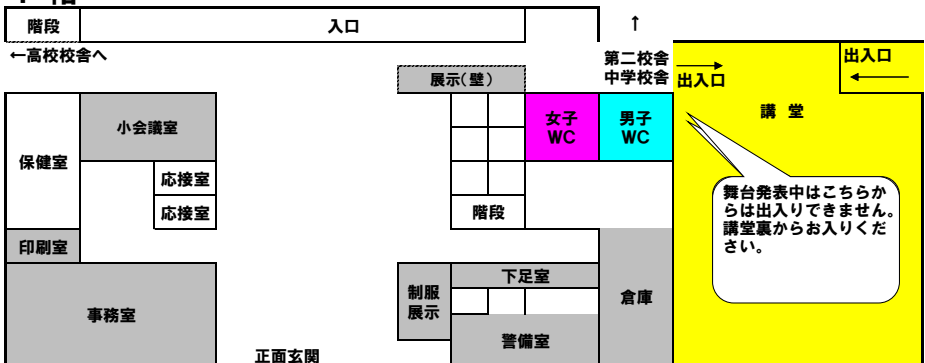 階段
入口
↑
←高校校舎へ
第二校舎
中学校舎
出入口
出入口
展示(壁)
講 堂
小会議室
女子
WC
男子
WC
保健室
応接室
応接室
階段
舞台発表中はこちらか
らは出入りできません。
講堂裏からお入りくだ
さい。
印刷室
下足室
制服
展示
倉庫
事務室
警備室
正面玄関